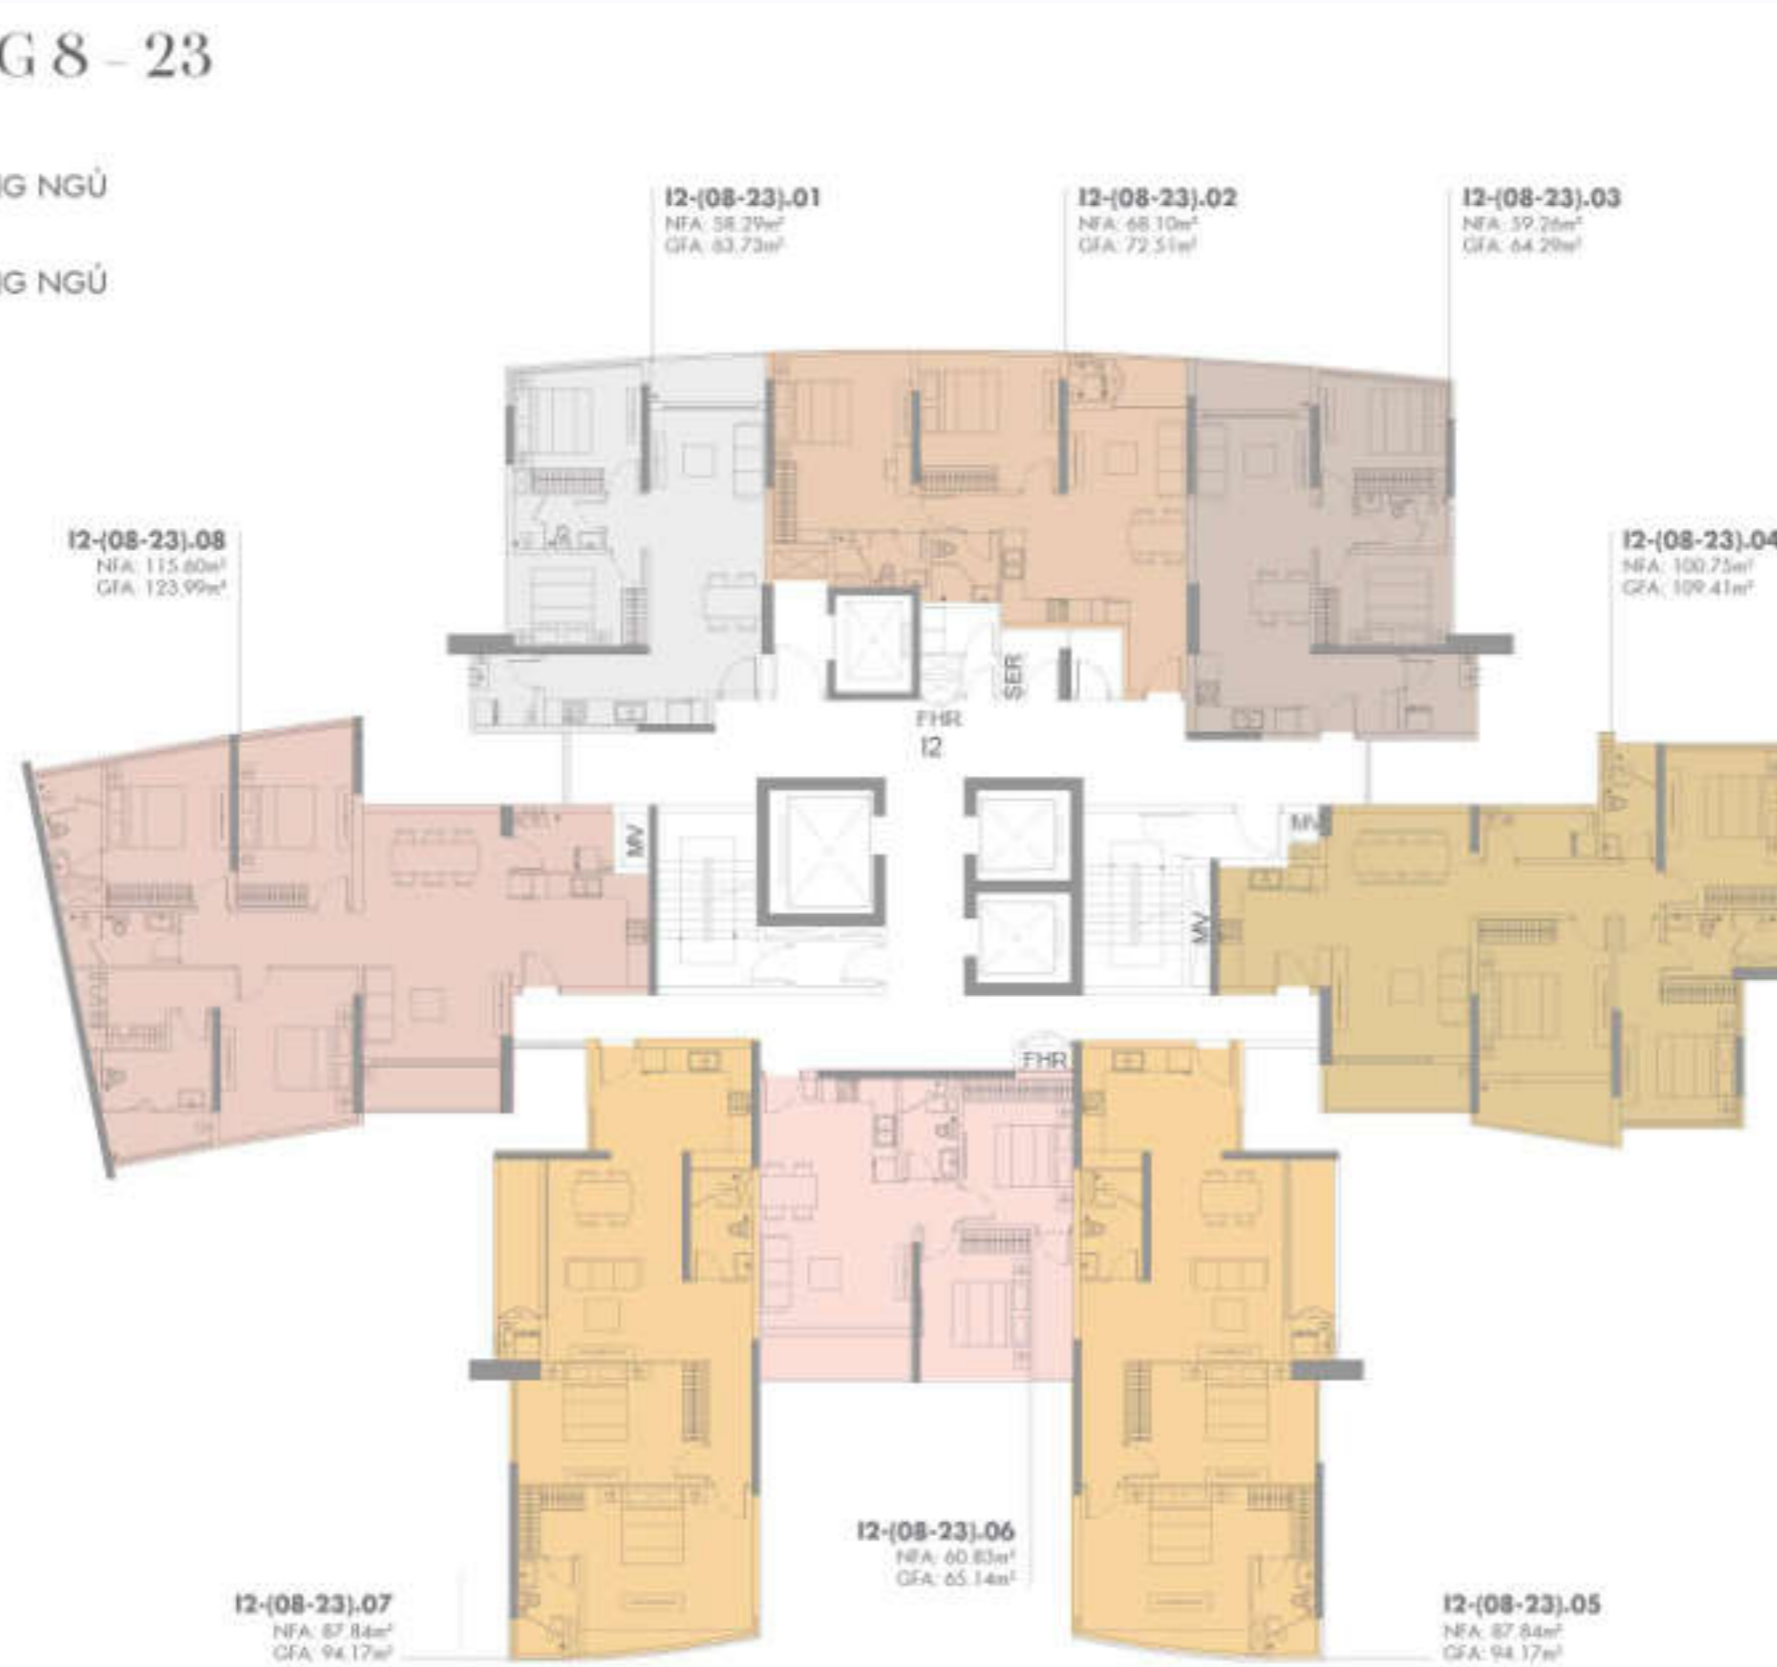 G 8 – 23
IG NGỦ
IG NGỦ
I2-(08-23).01
NFA: 58.29m²
GFA: 63.73m²
I2-(08-23).02
NFA: 68.10m²
GFA: 72.51m²
I2-(08-23).03
NFA: 59.26m²
GFA: 64.29m²
I2-(08-23).08
NFA: 115.60m²
GFA: 123.99m²
I2-(08-23).04
NFA: 100.75m²
GFA: 109.41m²
SER
FHR
I2
MV
MV
MV
FHR
I2-(08-23).06
NFA: 60.83m²
GFA: 65.14m²
I2-(08-23).07
NFA: 87.84m²
GFA: 94.17m²
I2-(08-23).05
NFA: 87.84m²
GFA: 94.17m²